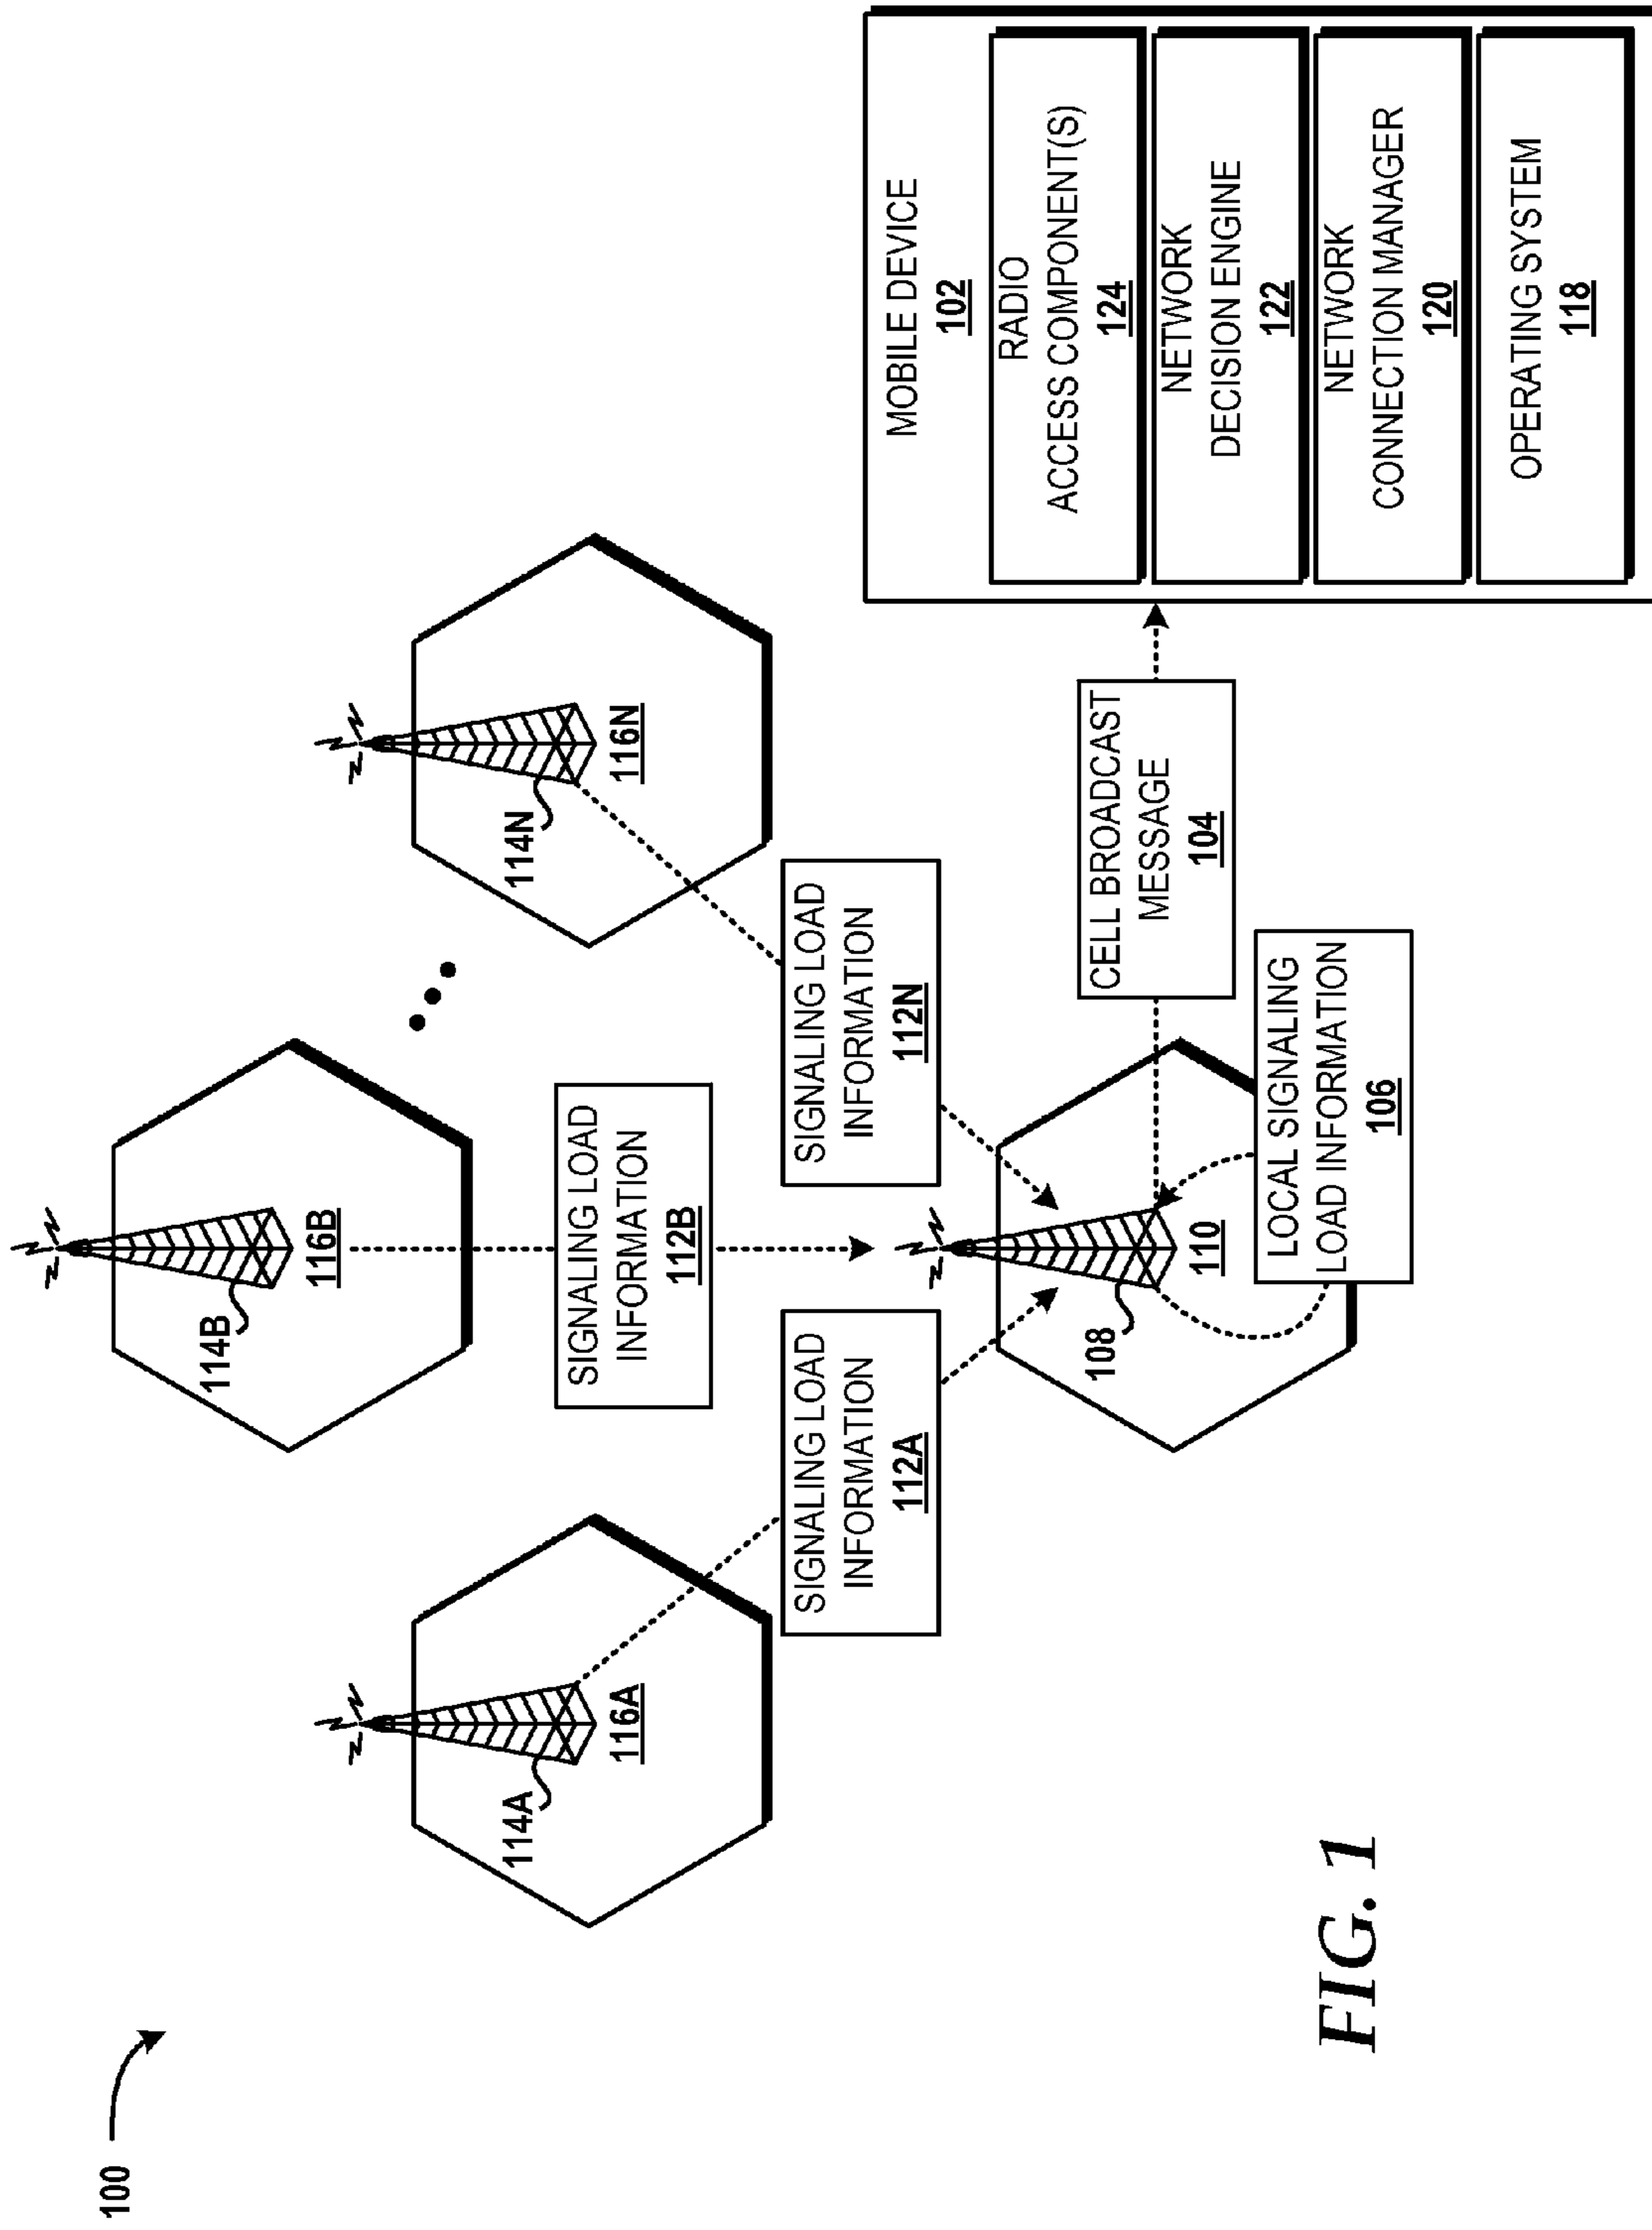 100
114A
116A
114B
116B
114N
116N
SIGNALING LOAD
INFORMATION
112A
SIGNALING LOAD
INFORMATION
112B
SIGNALING LOAD
INFORMATION
112N
108
110
LOCAL SIGNALING
LOAD INFORMATION
106
CELL BROADCAST
MESSAGE
104
MOBILE DEVICE
102
RADIO
ACCESS COMPONENT(S)
124
NETWORK
DECISION ENGINE
122
NETWORK
CONNECTION MANAGER
120
OPERATING SYSTEM
118
FIG. 1